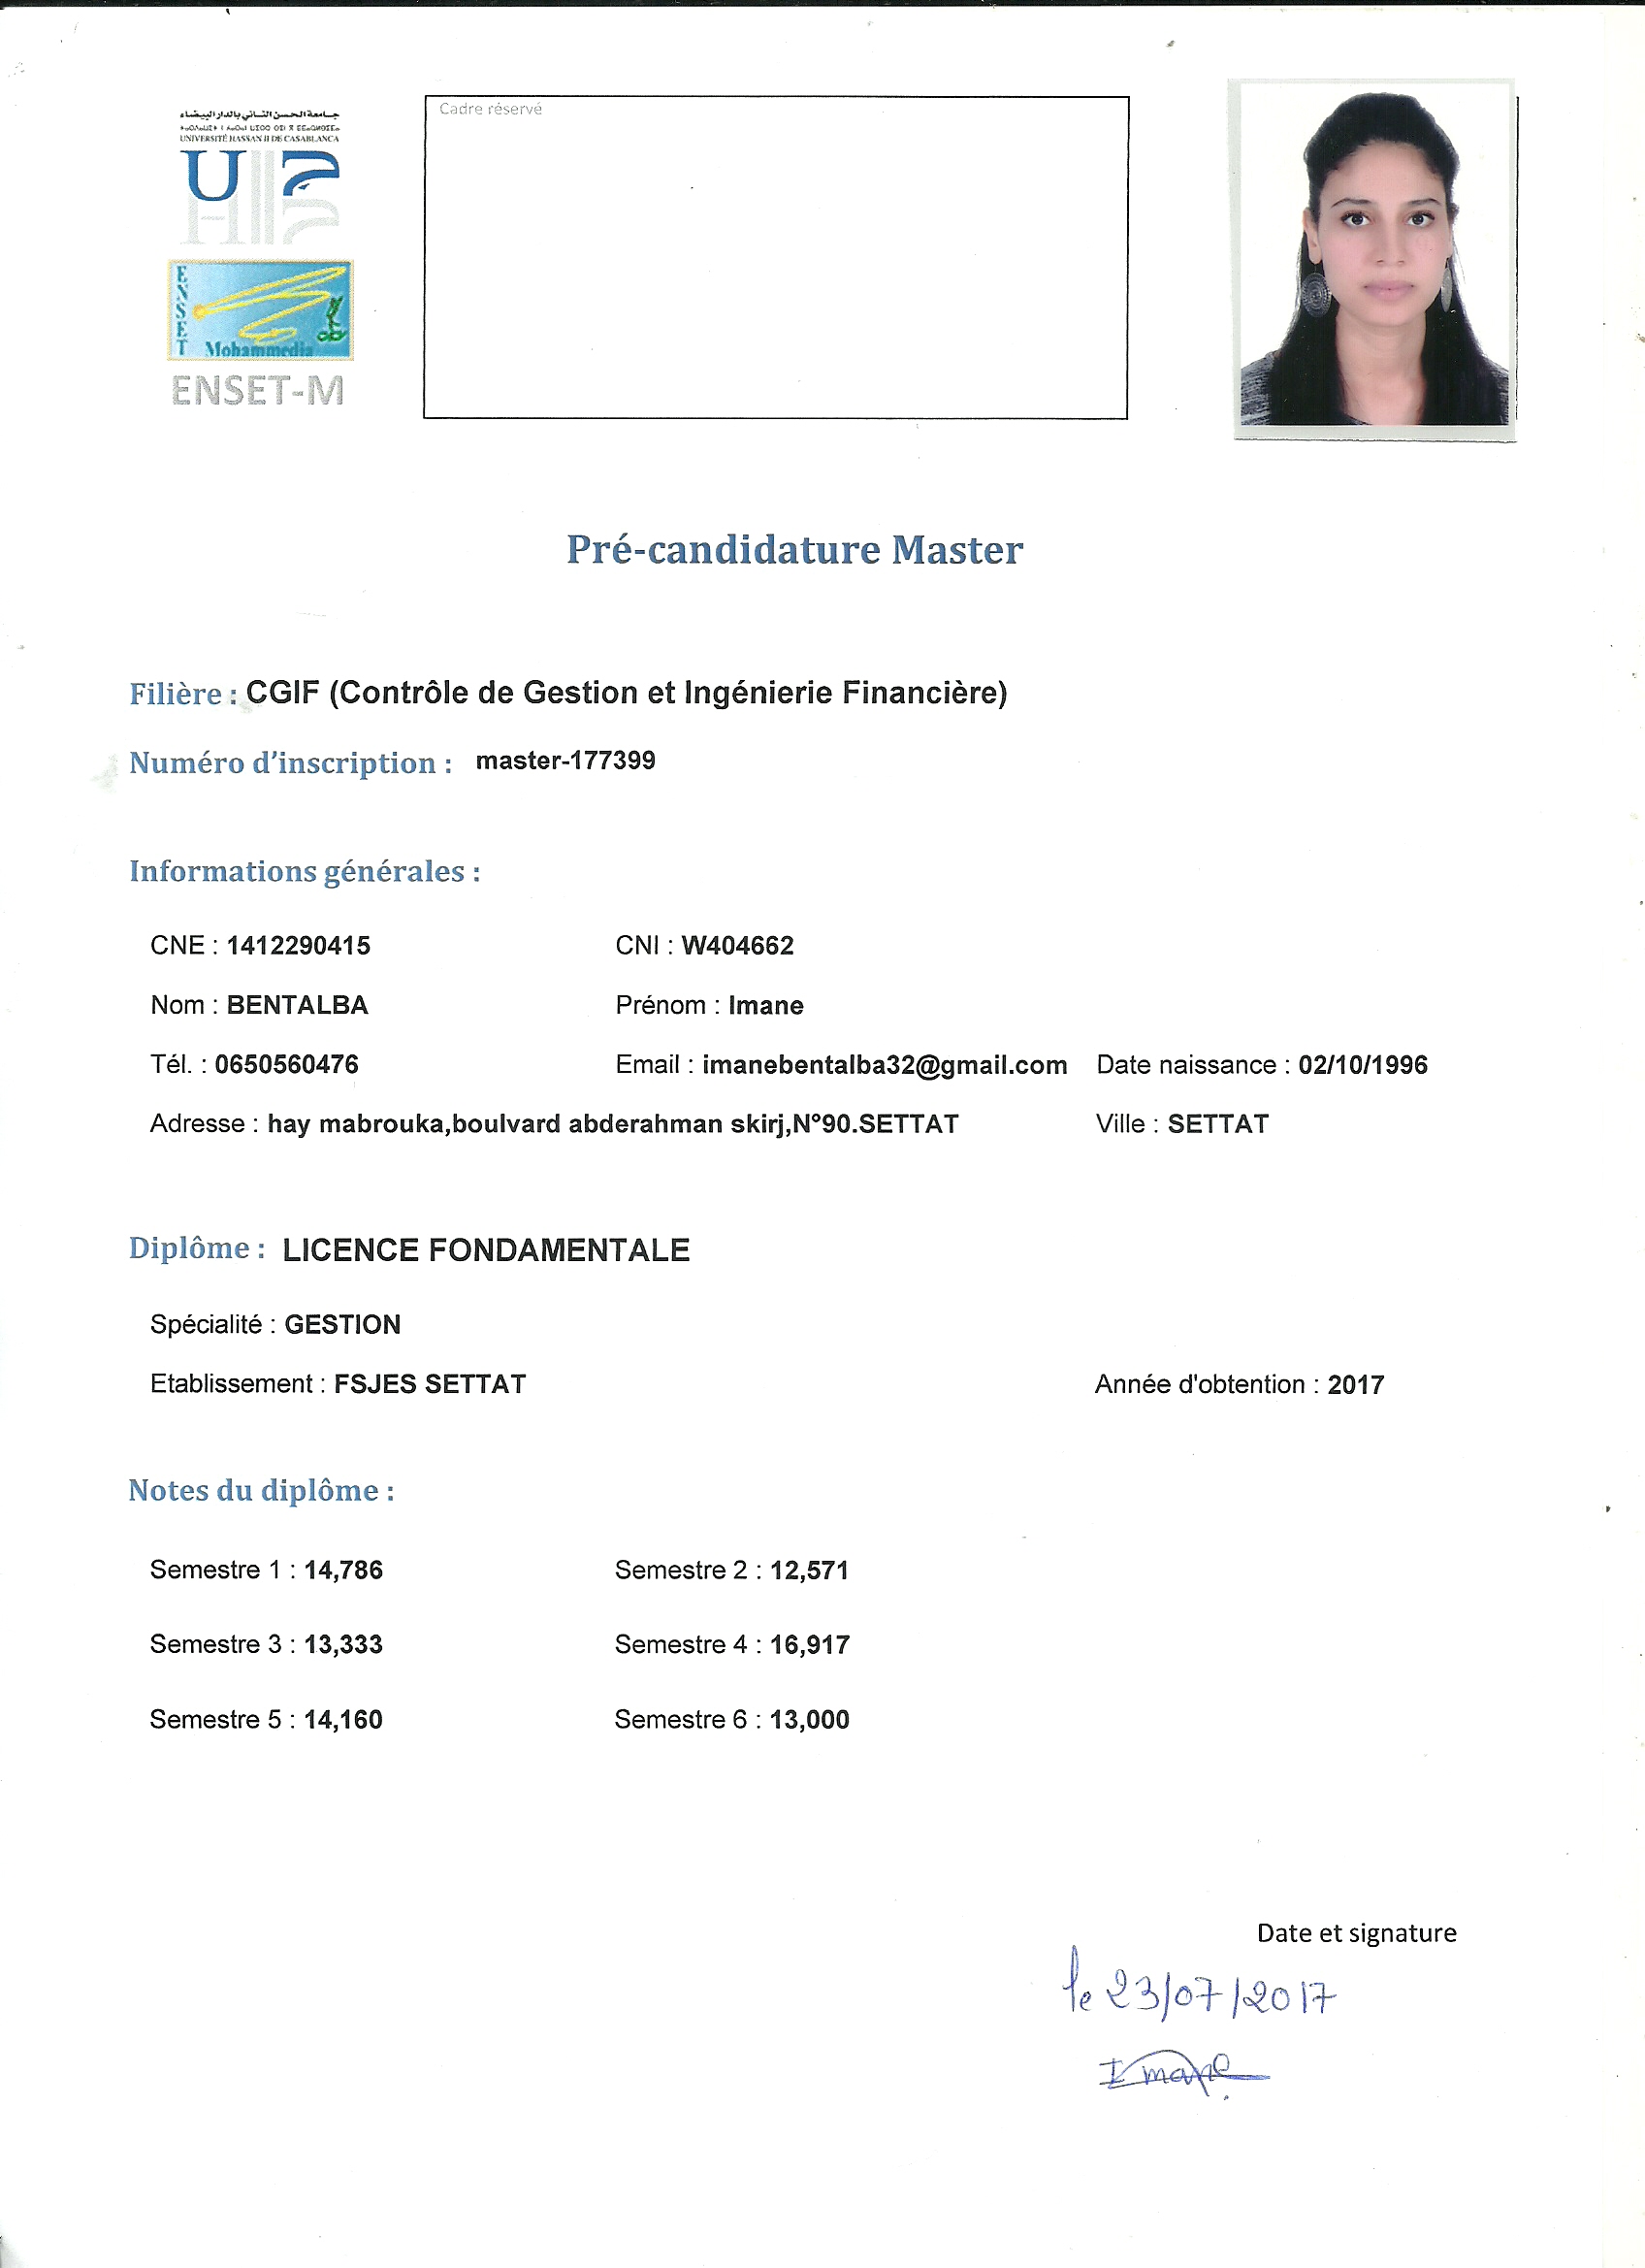 جامعة الحسن الثاني بالدار البيضاء
UNIVERSITÉ HASSAN II DE CASABLANCA
Cadre réservé
ENSET
Mohammedia
ENSET-M
Pré-candidature Master
Filière : CGIF (Contrôle de Gestion et Ingénierie Financière)
Numéro d'inscription : master-177399
Informations générales :
CNE : 1412290415 CNI : W404662
Nom : BENTALBA Prénom : Imane
Tél. : 0650560476 Email : imanebentalba32@gmail.com Date naissance : 02/10/1996
Adresse : hay mabrouka,boulvard abderahman skirj,N°90.SETTAT Ville : SETTAT
Diplôme : LICENCE FONDAMENTALE
Spécialité : GESTION
Etablissement : FSJES SETTAT Année d'obtention : 2017
Notes du diplôme :
Semestre 1 : 14,786 Semestre 2 : 12,571
Semestre 3 : 13,333 Semestre 4 : 16,917
Semestre 5 : 14,160 Semestre 6 : 13,000
Date et signature
le 23/07/2017
Imane